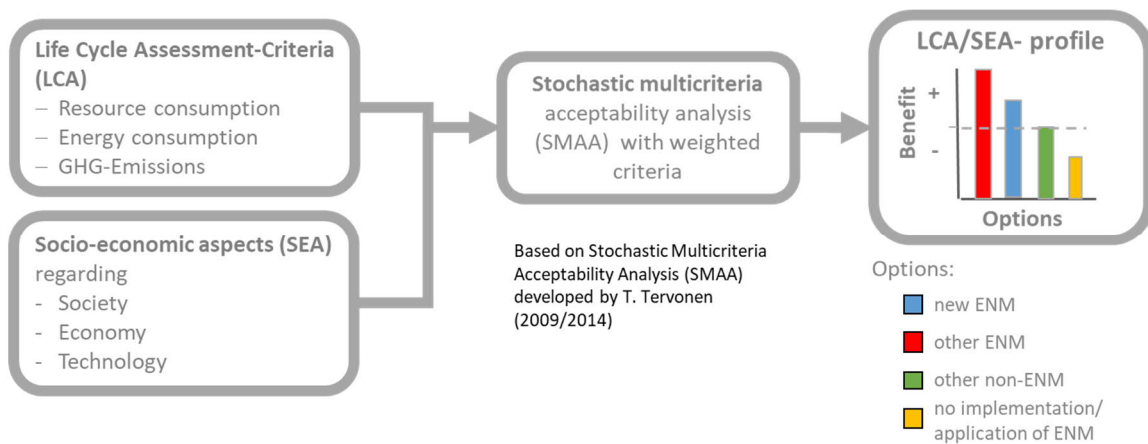 Life Cycle Assessment-Criteria
(LCA)
– Resource consumption
– Energy consumption
– GHG-Emissions
Socio-economic aspects (SEA)
regarding
- Society
- Economy
- Technology
Stochastic multicriteria
acceptability analysis
(SMAA) with weighted
criteria
Based on Stochastic Multicriteria
Acceptability Analysis (SMAA)
developed by T. Tervonen
(2009/2014)
LCA/SEA- profile
Benefit
+
-
Options
Options:
new ENM
other ENM
other non-ENM
no implementation/
application of ENM